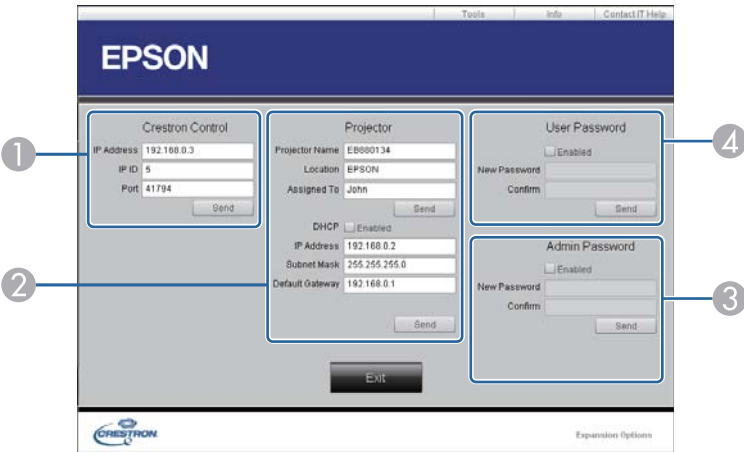 Tools Info Contact IT Help
EPSON
Crestron Control
IP Address 192.168.0.3
IP ID 5
Port 41794
Send
1
Projector
Projector Name EB880134
Location EPSON
Assigned To John
Send
DHCP Enabled
IP Address 192.168.0.2
Subnet Mask 255.255.255.0
Default Gateway 192.168.0.1
Send
2
User Password
Enabled
New Password
Confirm
Send
4
Admin Password
Enabled
New Password
Confirm
Send
3
Exit
CRESTRON
Expansion Options